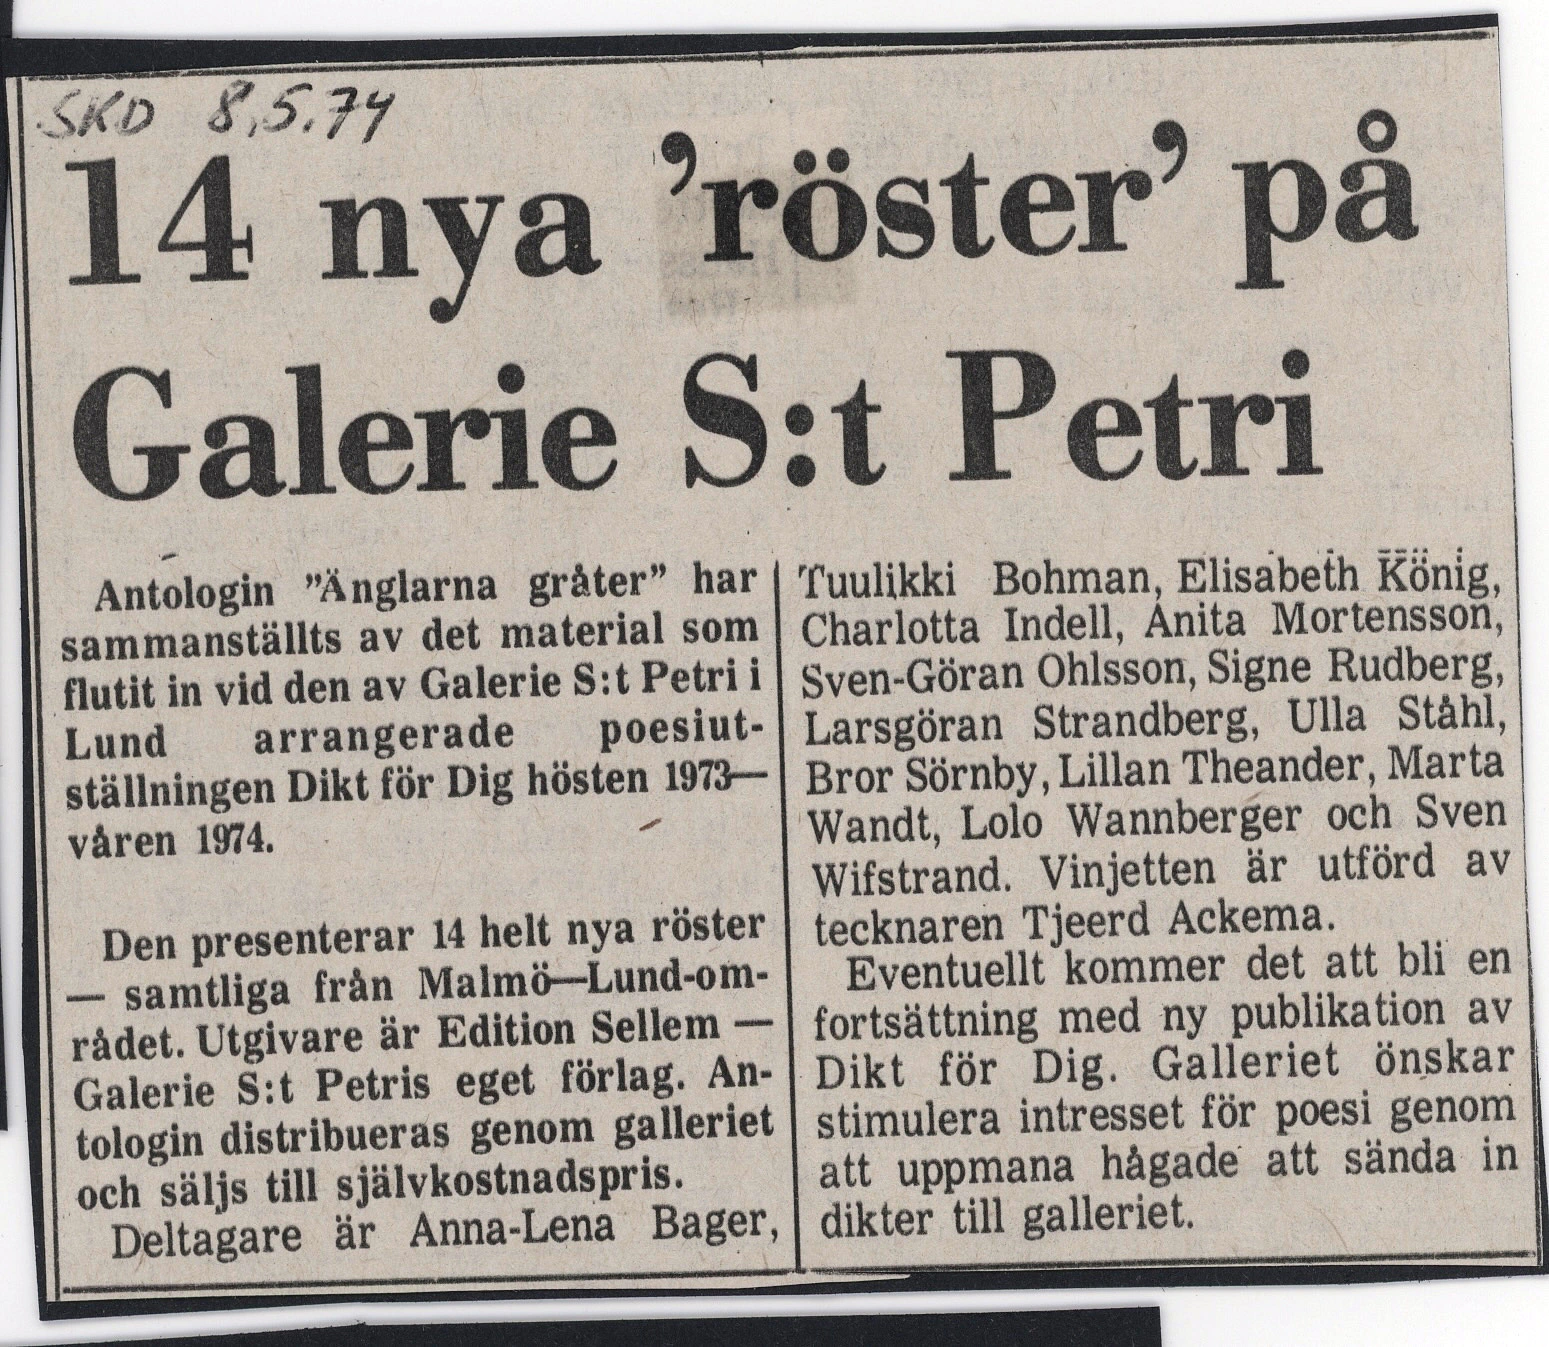 SKD 8.5.74
14 nya ’röster’ på
Galerie S:t Petri
Antologin ”Änglarna gråter” har
sammanställts av det material som
flutit in vid den av Galerie S:t Petri i
Lund arrangerade poesiut-
ställningen Dikt för Dig hösten 1973—
våren 1974.
Den presenterar 14 helt nya röster
— samtliga från Malmö—Lund-om-
rådet. Utgivare är Edition Sellem —
Galerie S:t Petris eget förlag. An-
tologin distribueras genom galleriet
och säljs till självkostnadspris.
Deltagare är Anna-Lena Bager,
Tuulikki Bohman, Elisabeth König,
Charlotta Indell, Anita Mortensson,
Sven-Göran Ohlsson, Signe Rudberg,
Larsgöran Strandberg, Ulla Ståhl,
Bror Sörnby, Lillan Theander, Marta
Wandt, Lolo Wannberger och Sven
Wifstrand. Vinjetten är utförd av
tecknaren Tjeerd Ackema.
Eventuellt kommer det att bli en
fortsättning med ny publikation av
Dikt för Dig. Galleriet önskar
stimulera intresset för poesi genom
att uppmana hågade att sända in
dikter till galleriet.